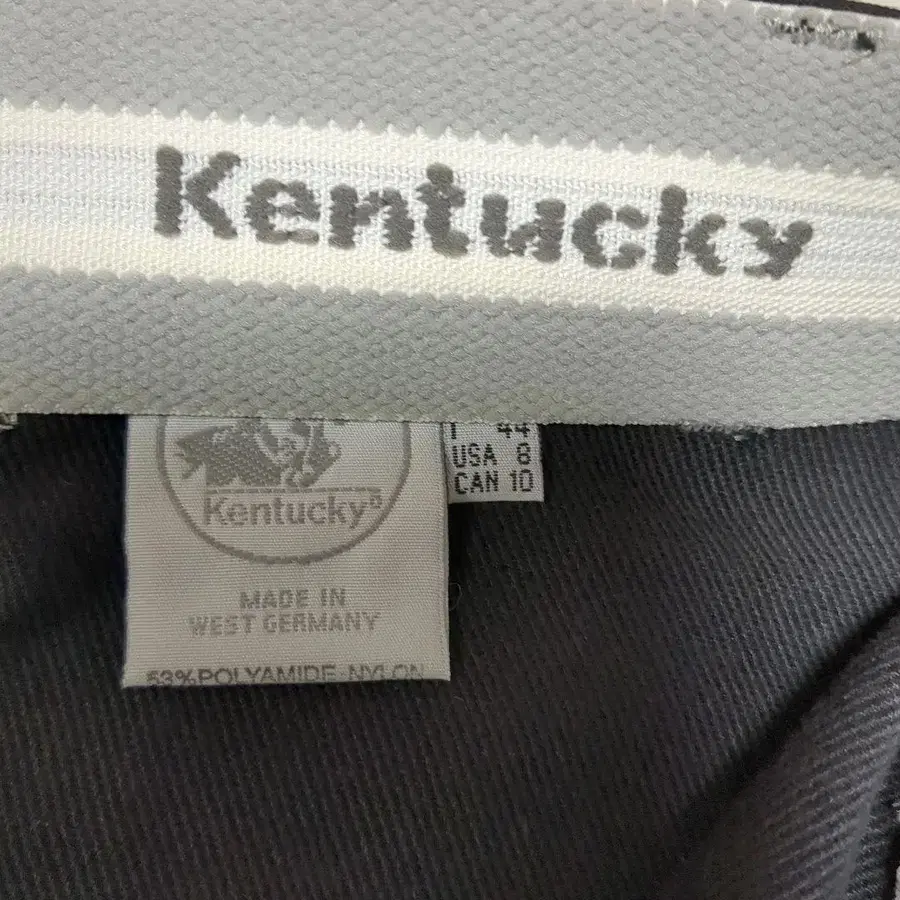 Kentucky
44
USA 8
CAN 10
Kentucky®
MADE IN
WEST GERMANY
53%POLYAMIDE-NYLON